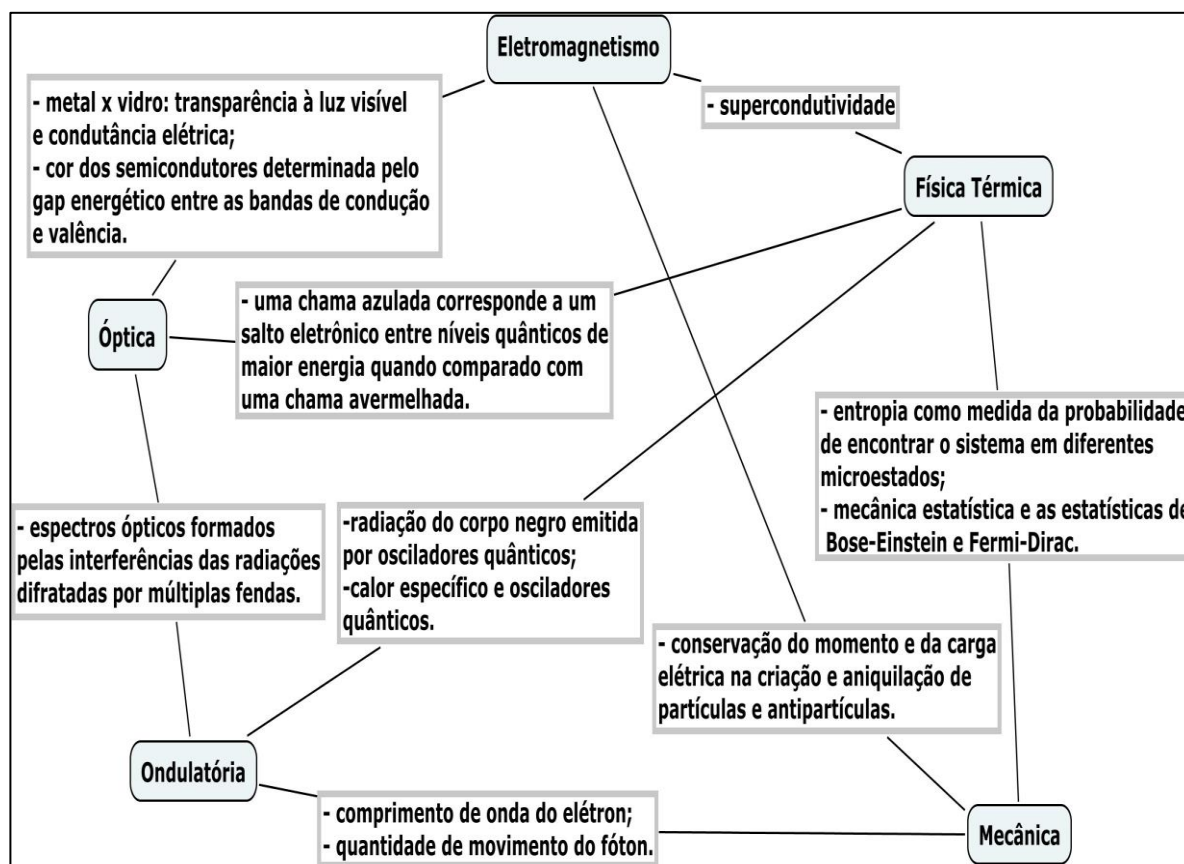 Eletromagnetismo
- metal x vidro: transparência à luz visível
e condutância elétrica;
- cor dos semicondutores determinada pelo
gap energético entre as bandas de condução
e valência.
- supercondutividade
Física Térmica
Óptica
- uma chama azulada corresponde a um
salto eletrônico entre níveis quânticos de
maior energia quando comparado com
uma chama avermelhada.
- entropia como medida da probabilidade
de encontrar o sistema em diferentes
microestados;
- mecânica estatística e as estatísticas de
Bose-Einstein e Fermi-Dirac.
- espectros ópticos formados
pelas interferências das radiações
difratadas por múltiplas fendas.
-radiação do corpo negro emitida
por osciladores quânticos;
-calor específico e osciladores
quânticos.
- conservação do momento e da carga
elétrica na criação e aniquilação de
partículas e antipartículas.
Ondulatória
- comprimento de onda do elétron;
- quantidade de movimento do fóton.
Mecânica